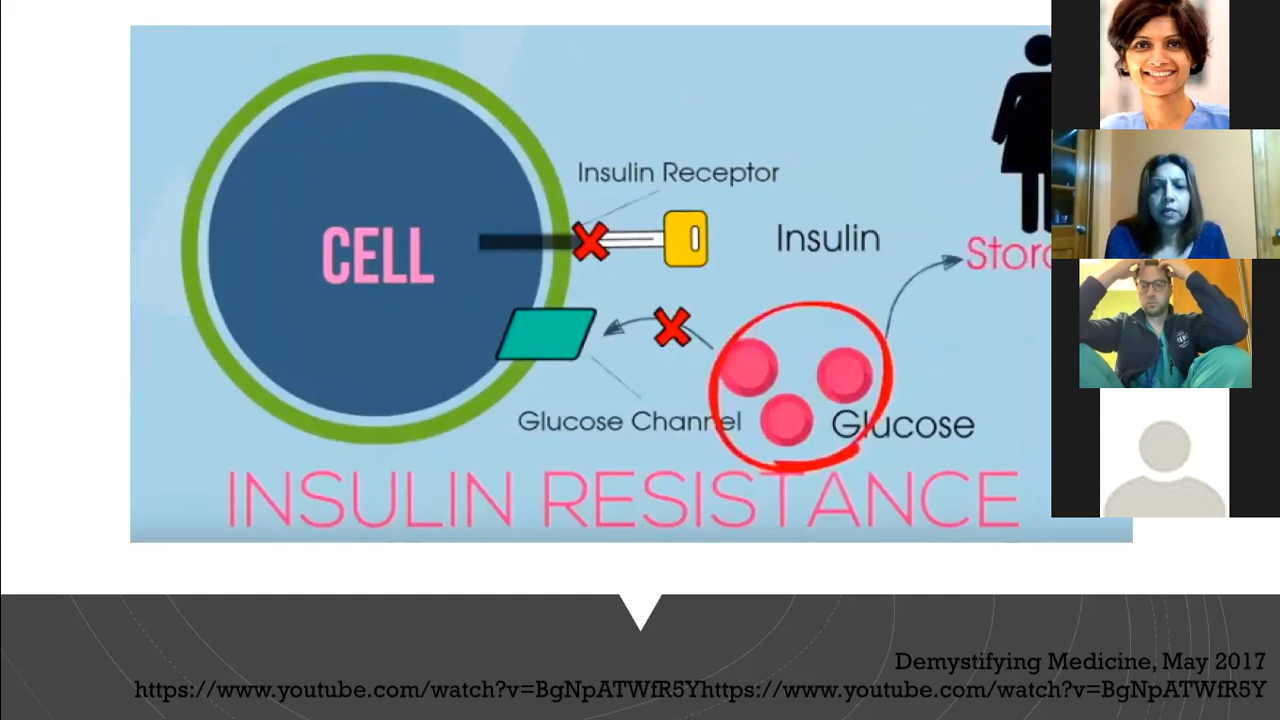 Insulin Receptor
CELL
Insulin
Glucose Channel
Glucose
INSULIN RESISTANCE
Demystifying Medicine, May 2017
https://www.youtube.com/watch?v=BgNpATWfR5Yhttps://www.youtube.com/watch?v=BgNpATWfR5Y